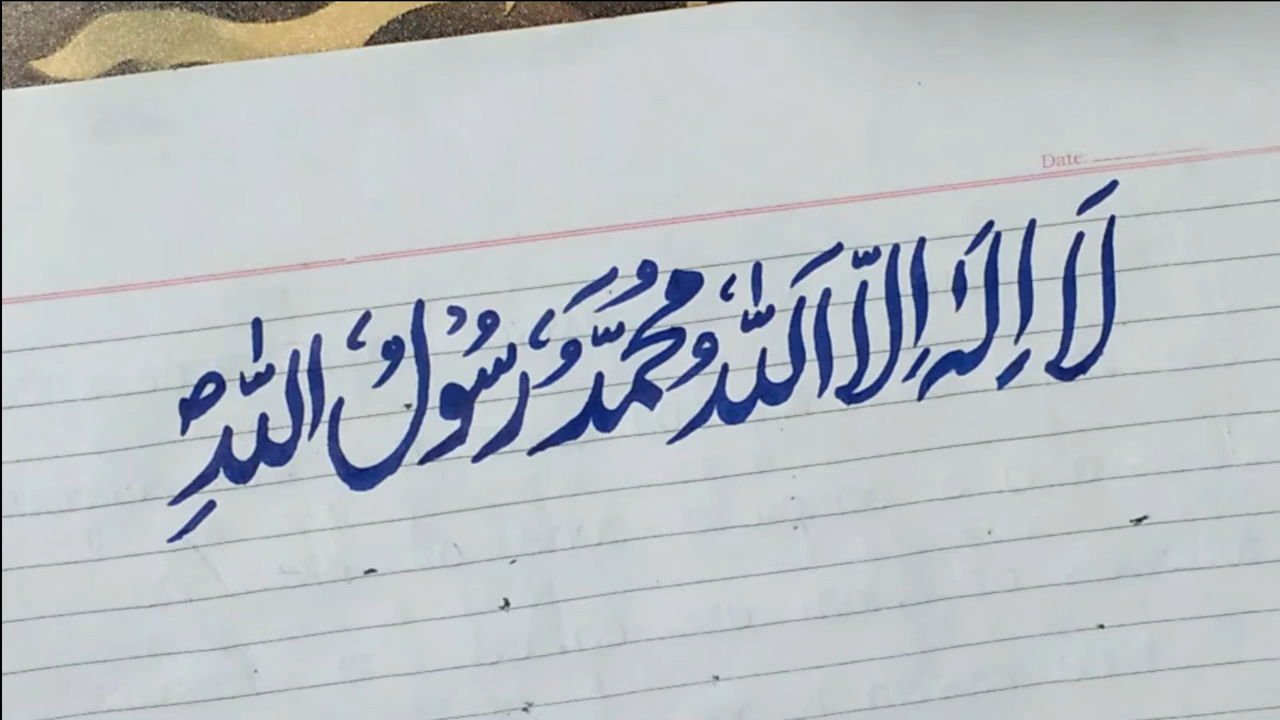 Date.
لَا إِلٰهَ إِلَّا اللّٰهُ مُحَمَّدٌ رَّسُوْلُ اللّٰهِ